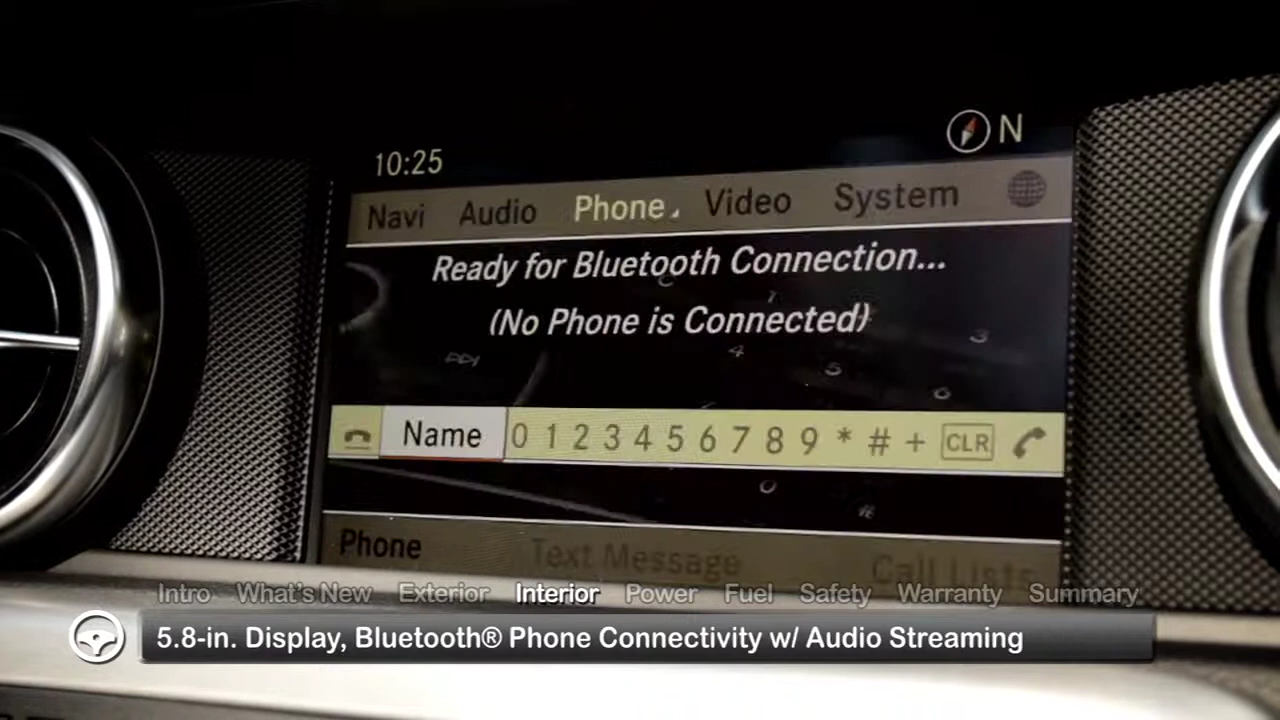 10:25 N
Navi Audio Phone Video System
Ready for Bluetooth Connection...
(No Phone is Connected)
Name 0 1 2 3 4 5 6 7 8 9 * # + CLR
Phone Text Message Call Lists
Intro What's New Exterior Interior Power Fuel Safety Warranty Summary
5.8-in. Display, Bluetooth® Phone Connectivity w/ Audio Streaming